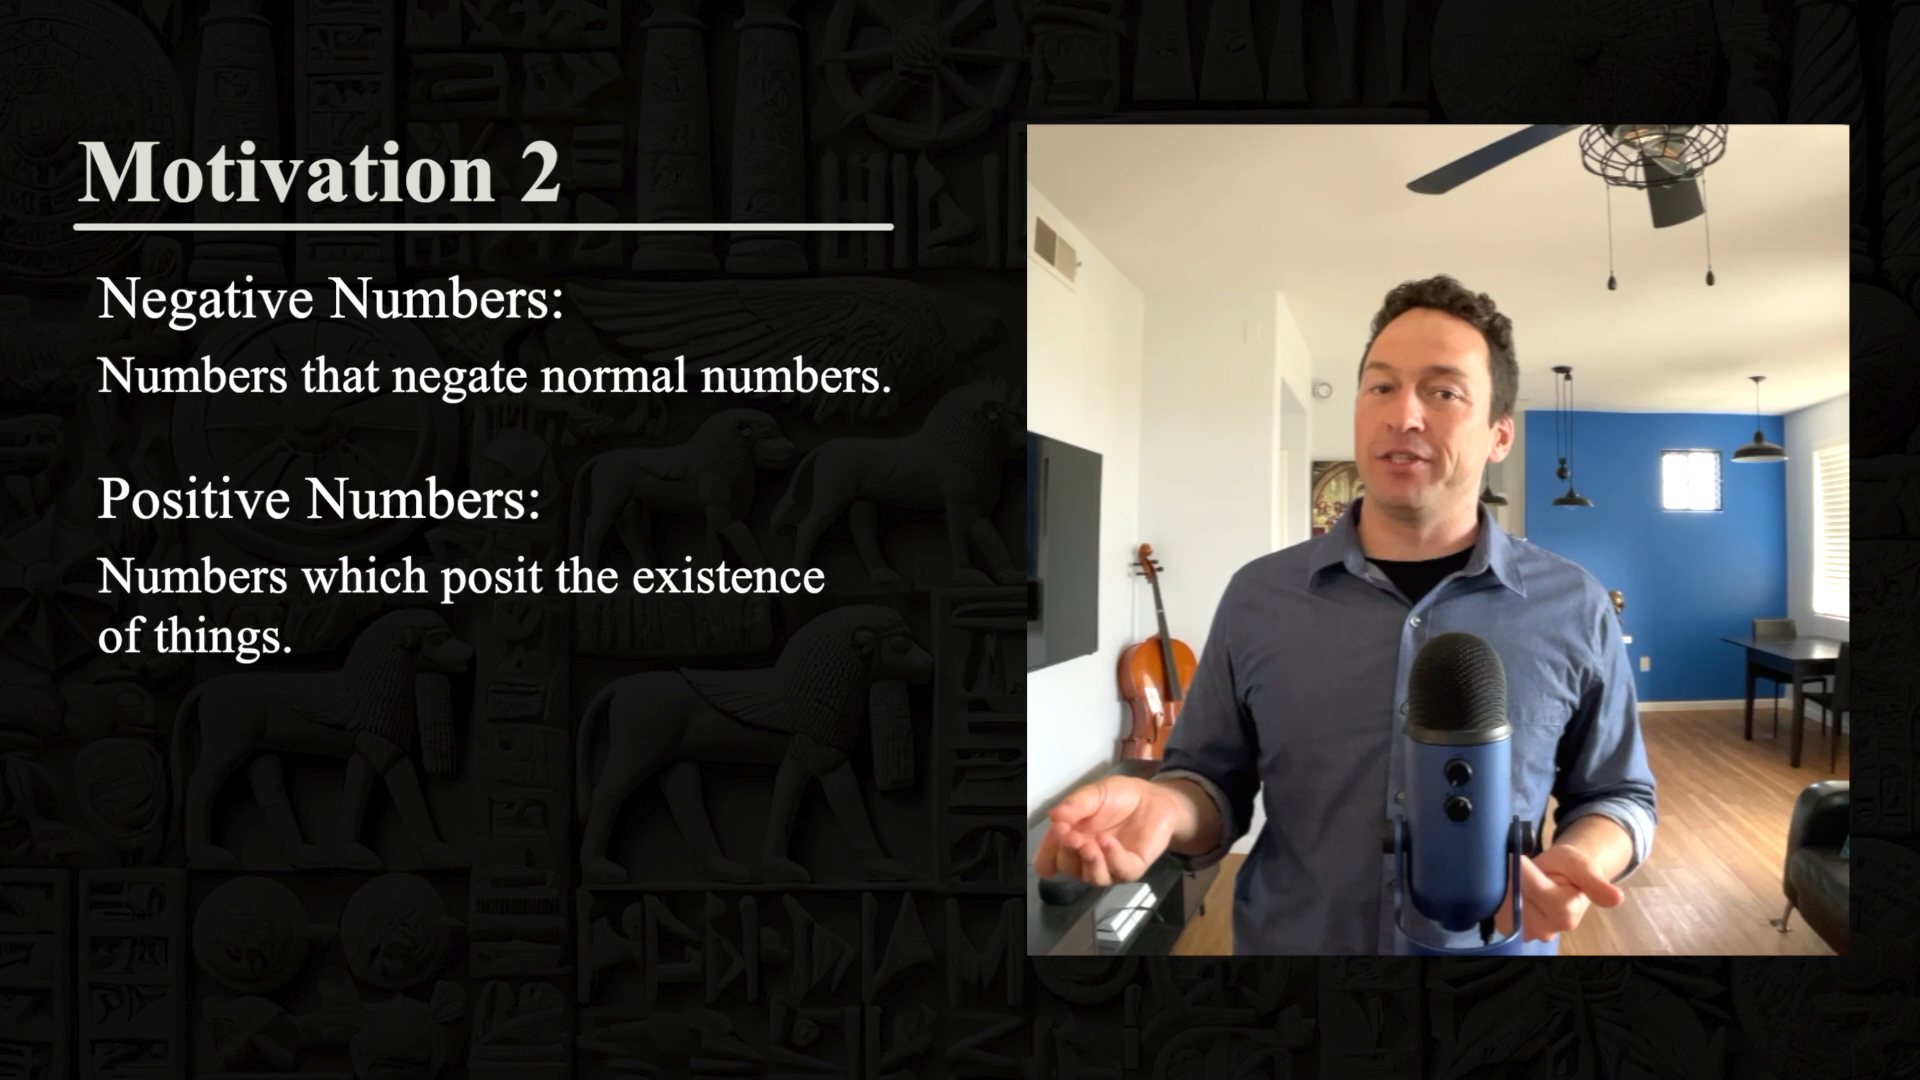 Motivation 2
Negative Numbers:
Numbers that negate normal numbers.
Positive Numbers:
Numbers which posit the existence
of things.